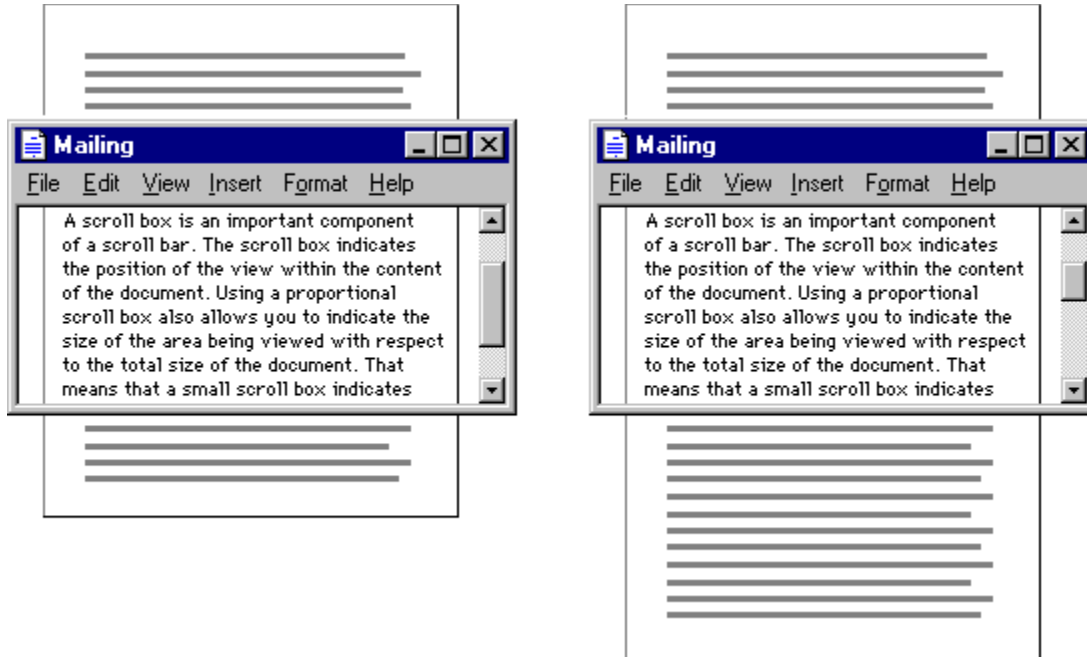 Mailing
File Edit View Insert Format Help
A scroll box is an important component
of a scroll bar. The scroll box indicates
the position of the view within the content
of the document. Using a proportional
scroll box also allows you to indicate the
size of the area being viewed with respect
to the total size of the document. That
means that a small scroll box indicates
Mailing
File Edit View Insert Format Help
A scroll box is an important component
of a scroll bar. The scroll box indicates
the position of the view within the content
of the document. Using a proportional
scroll box also allows you to indicate the
size of the area being viewed with respect
to the total size of the document. That
means that a small scroll box indicates